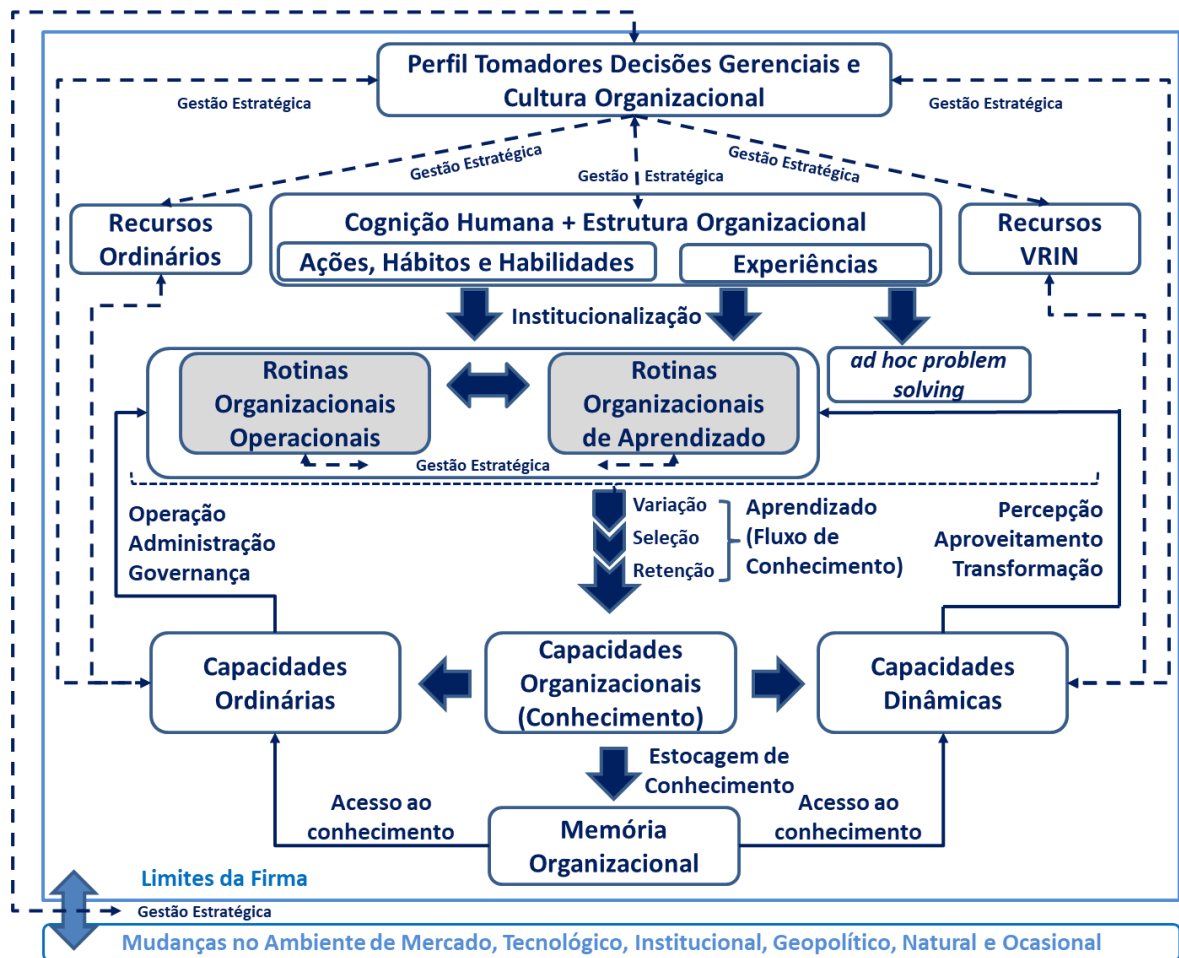 Perfil Tomadores Decisões Gerenciais e
Cultura Organizacional
Gestão Estratégica
Gestão Estratégica
Gestão Estratégica
Gestão Estratégica
Gestão Estratégica
Recursos
Ordinários
Cognição Humana + Estrutura Organizacional
Ações, Hábitos e Habilidades
Experiências
Recursos
VRIN
Institucionalização
ad hoc problem
solving
Rotinas
Organizacionais
Operacionais
Rotinas
Organizacionais
de Aprendizado
Gestão Estratégica
Operação
Administração
Governança
Variação
Seleção
Retenção
Aprendizado
(Fluxo de
Conhecimento)
Percepção
Aproveitamento
Transformação
Capacidades
Ordinárias
Capacidades
Organizacionais
(Conhecimento)
Capacidades
Dinâmicas
Estocagem de
Conhecimento
Acesso ao
conhecimento
Memória
Organizacional
Acesso ao
conhecimento
Limites da Firma
Gestão Estratégica
Mudanças no Ambiente de Mercado, Tecnológico, Institucional, Geopolítico, Natural e Ocasional